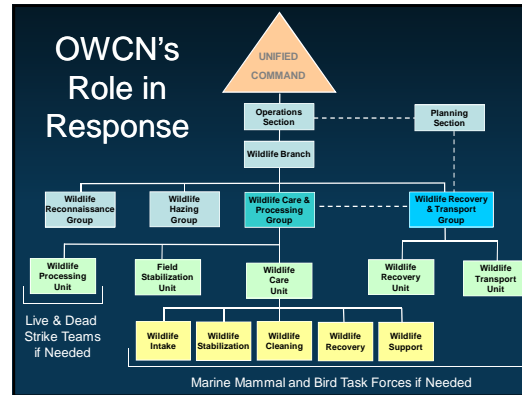 OWCN's
Role in
Response
UNIFIED
COMMAND
Operations
Section
Planning
Section
Wildlife Branch
Wildlife
Reconnaissance
Group
Wildlife
Hazing
Group
Wildlife Care &
Processing
Group
Wildlife Recovery
& Transport
Group
Wildlife
Processing
Unit
Field
Stabilization
Unit
Wildlife
Care
Unit
Wildlife
Recovery
Unit
Wildlife
Transport
Unit
Live & Dead
Strike Teams
if Needed
Wildlife
Intake
Wildlife
Stabilization
Wildlife
Cleaning
Wildlife
Recovery
Wildlife
Support
Marine Mammal and Bird Task Forces if Needed